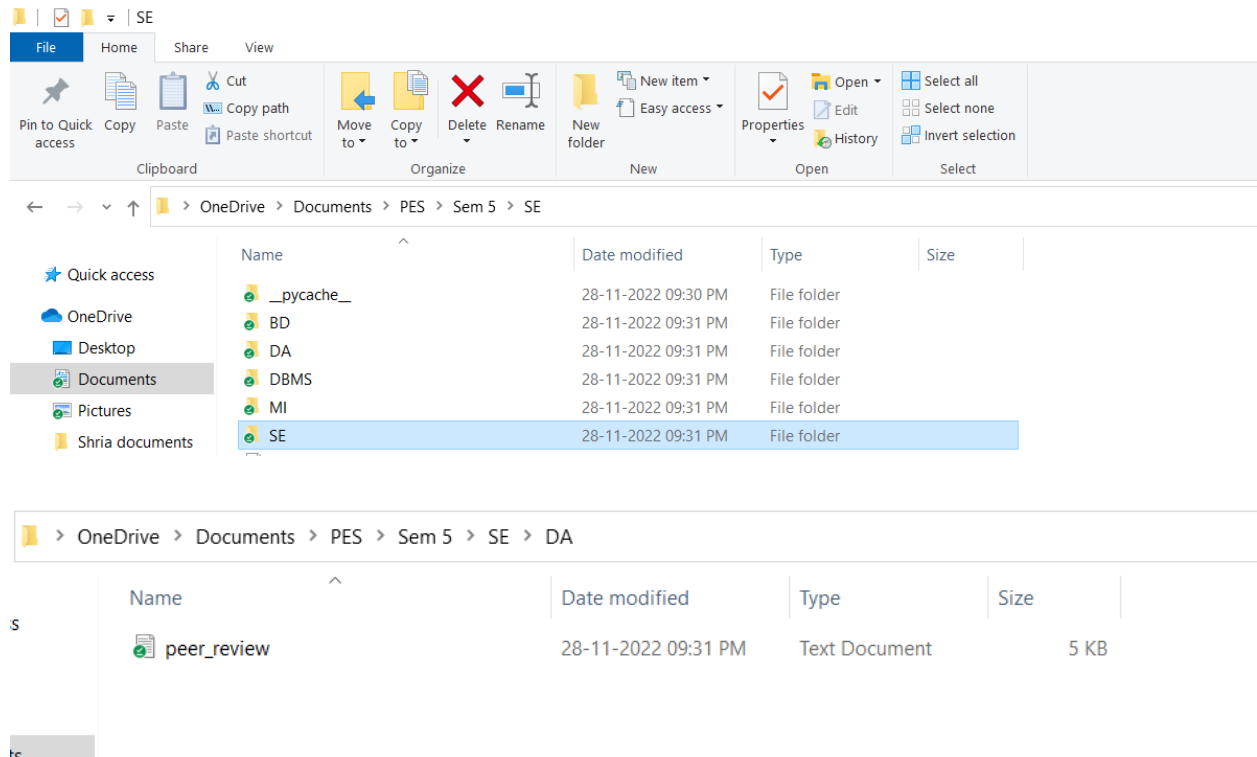 SE
File Home Share View
Pin to Quick access
Copy
Paste
Cut
Copy path
Paste shortcut
Clipboard
Move to
Copy to
Delete
Rename
Organize
New folder
New item
Easy access
New
Properties
Open
Edit
History
Open
Select all
Select none
Invert selection
Select
> OneDrive > Documents > PES > Sem 5 > SE
Quick access
OneDrive
Desktop
Documents
Pictures
Shria documents
Name Date modified Type Size
__pycache__ 28-11-2022 09:30 PM File folder
BD 28-11-2022 09:31 PM File folder
DA 28-11-2022 09:31 PM File folder
DBMS 28-11-2022 09:31 PM File folder
MI 28-11-2022 09:31 PM File folder
SE 28-11-2022 09:31 PM File folder
> OneDrive > Documents > PES > Sem 5 > SE > DA
Name Date modified Type Size
peer_review 28-11-2022 09:31 PM Text Document 5 KB